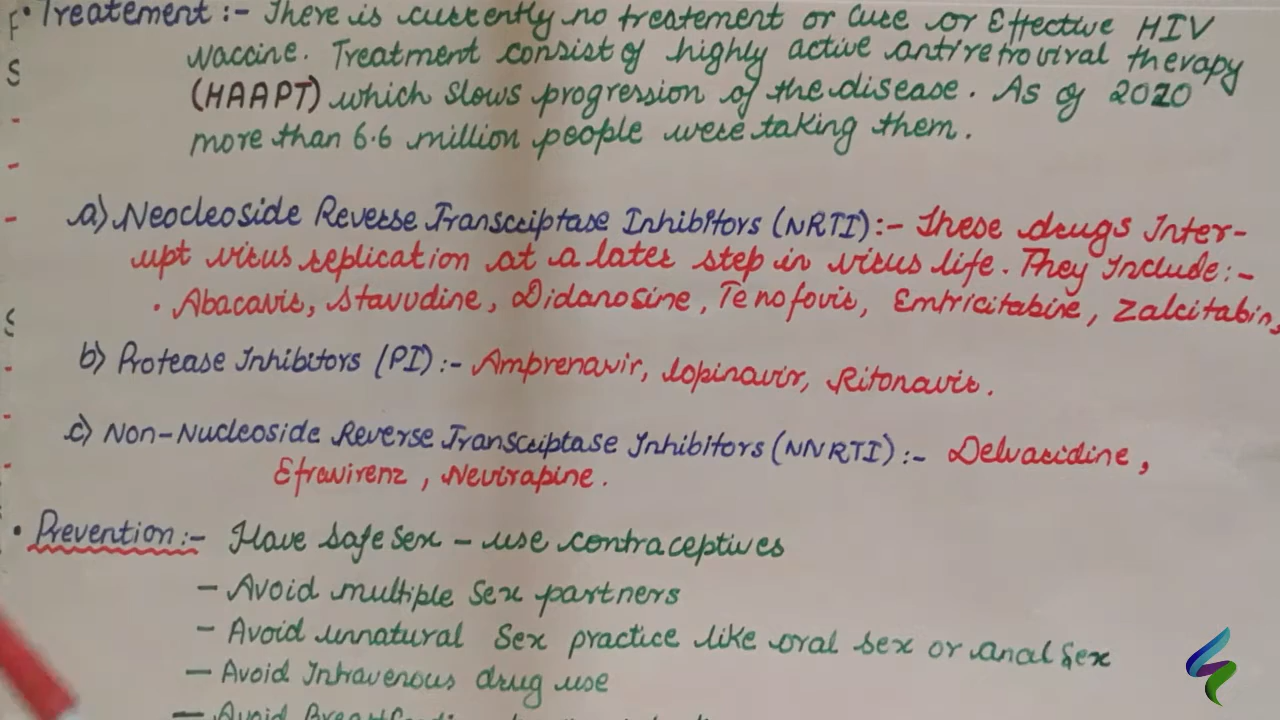 • Treatement :- There is currently no treatement or cure or Effective HIV
vaccine. Treatment consist of highly active antiretroviral therapy
(HAAPT) which slows progression of the disease. As of 2020
more than 6.6 million people were taking them.
a) Neocleoside Reverse Transcriptase Inhibitors (NRTI):- These drugs Inter-
upt virus replication at a later step in virus life. They Include:-
• Abacavir, Stavudine, Didanosine, Tenofovir, Emtricitabine, Zalcitabin
b) Protease Inhibitors (PI):- Amprenavir, lopinavir, Ritonavir.
c) Non-Nucleoside Reverse Transcriptase Inhibitors (NNRTI):- Delvaridine,
Efravirenz, Nevirapine.
• Prevention:- Have Safe Sex - use contraceptives
- Avoid multiple Sex partners
- Avoid unnatural Sex practice like oral sex or anal Sex
- Avoid Intravenous drug use
- Avoid